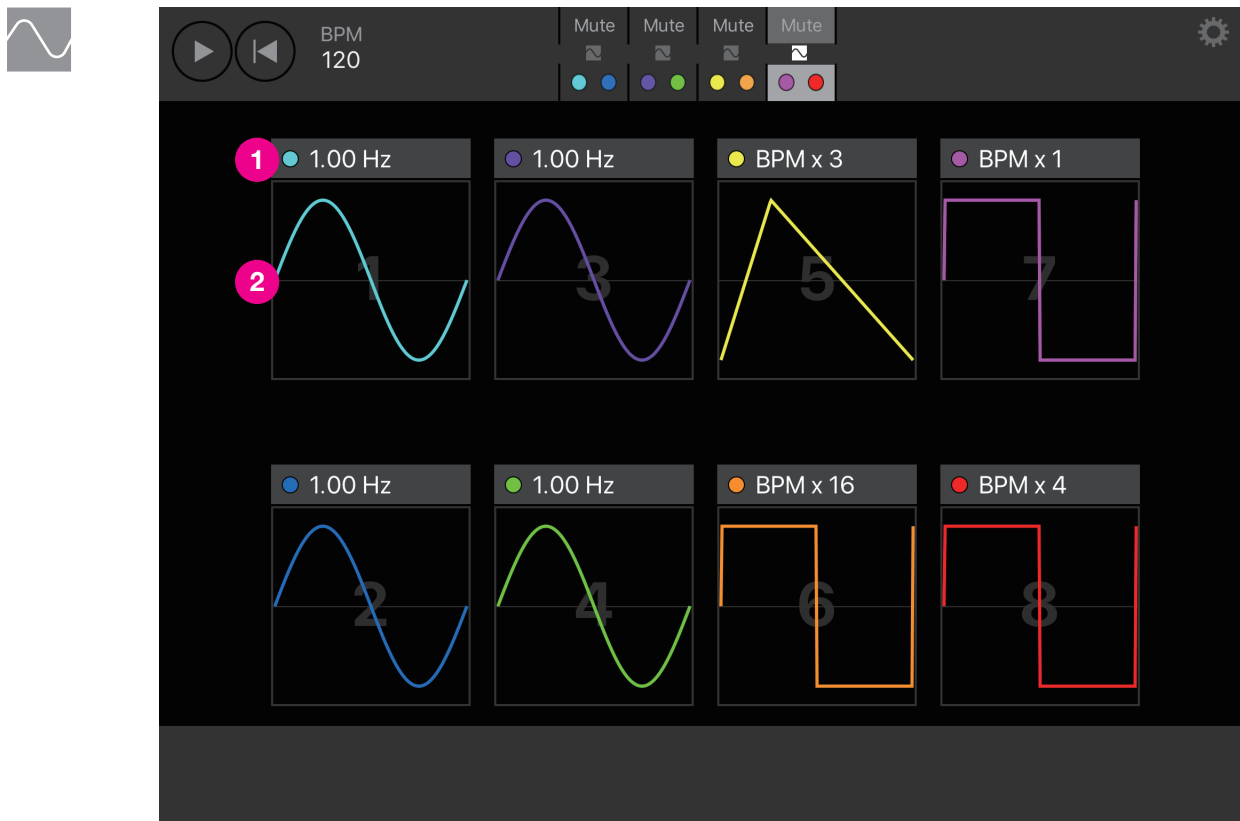 BPM
120
Mute Mute Mute Mute
1
1.00 Hz
1.00 Hz
BPM x 3
BPM x 1
2
1
3
5
7
1.00 Hz
1.00 Hz
BPM x 16
BPM x 4
2
4
6
8